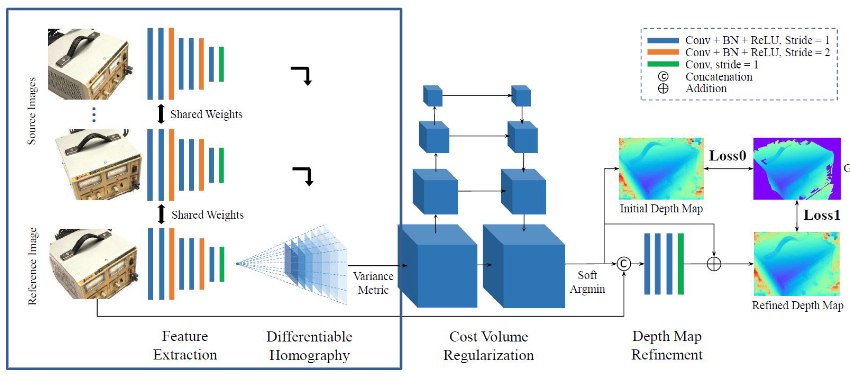 Conv + BN + ReLU, Stride = 1
Conv + BN + ReLU, Stride = 2
Conv, stride = 1
C Concatenation
Addition
Source Images
Shared Weights
Shared Weights
Reference Image
Variance
Metric
Soft
Argmin
C
Initial Depth Map
Loss0
G
Loss1
Refined Depth Map
Feature
Extraction
Differentiable
Homography
Cost Volume
Regularization
Depth Map
Refinement